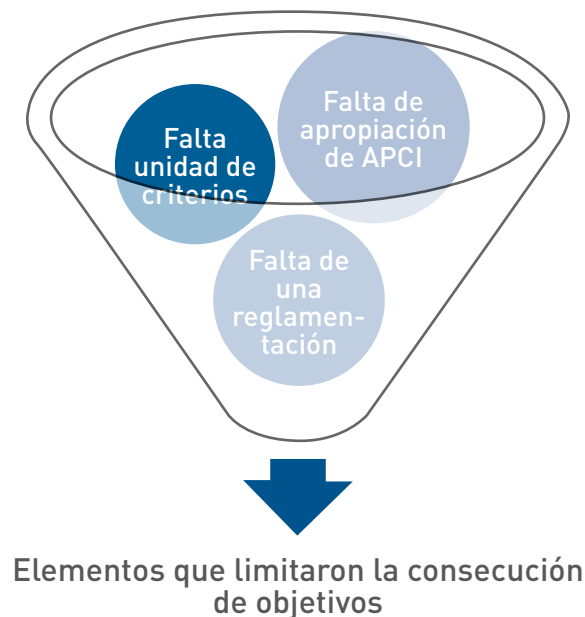 Falta
unidad de
criterios
Falta de
apropiación
de APCI
Falta de
una
reglamen-
tación
Elementos que limitaron la consecución
de objetivos